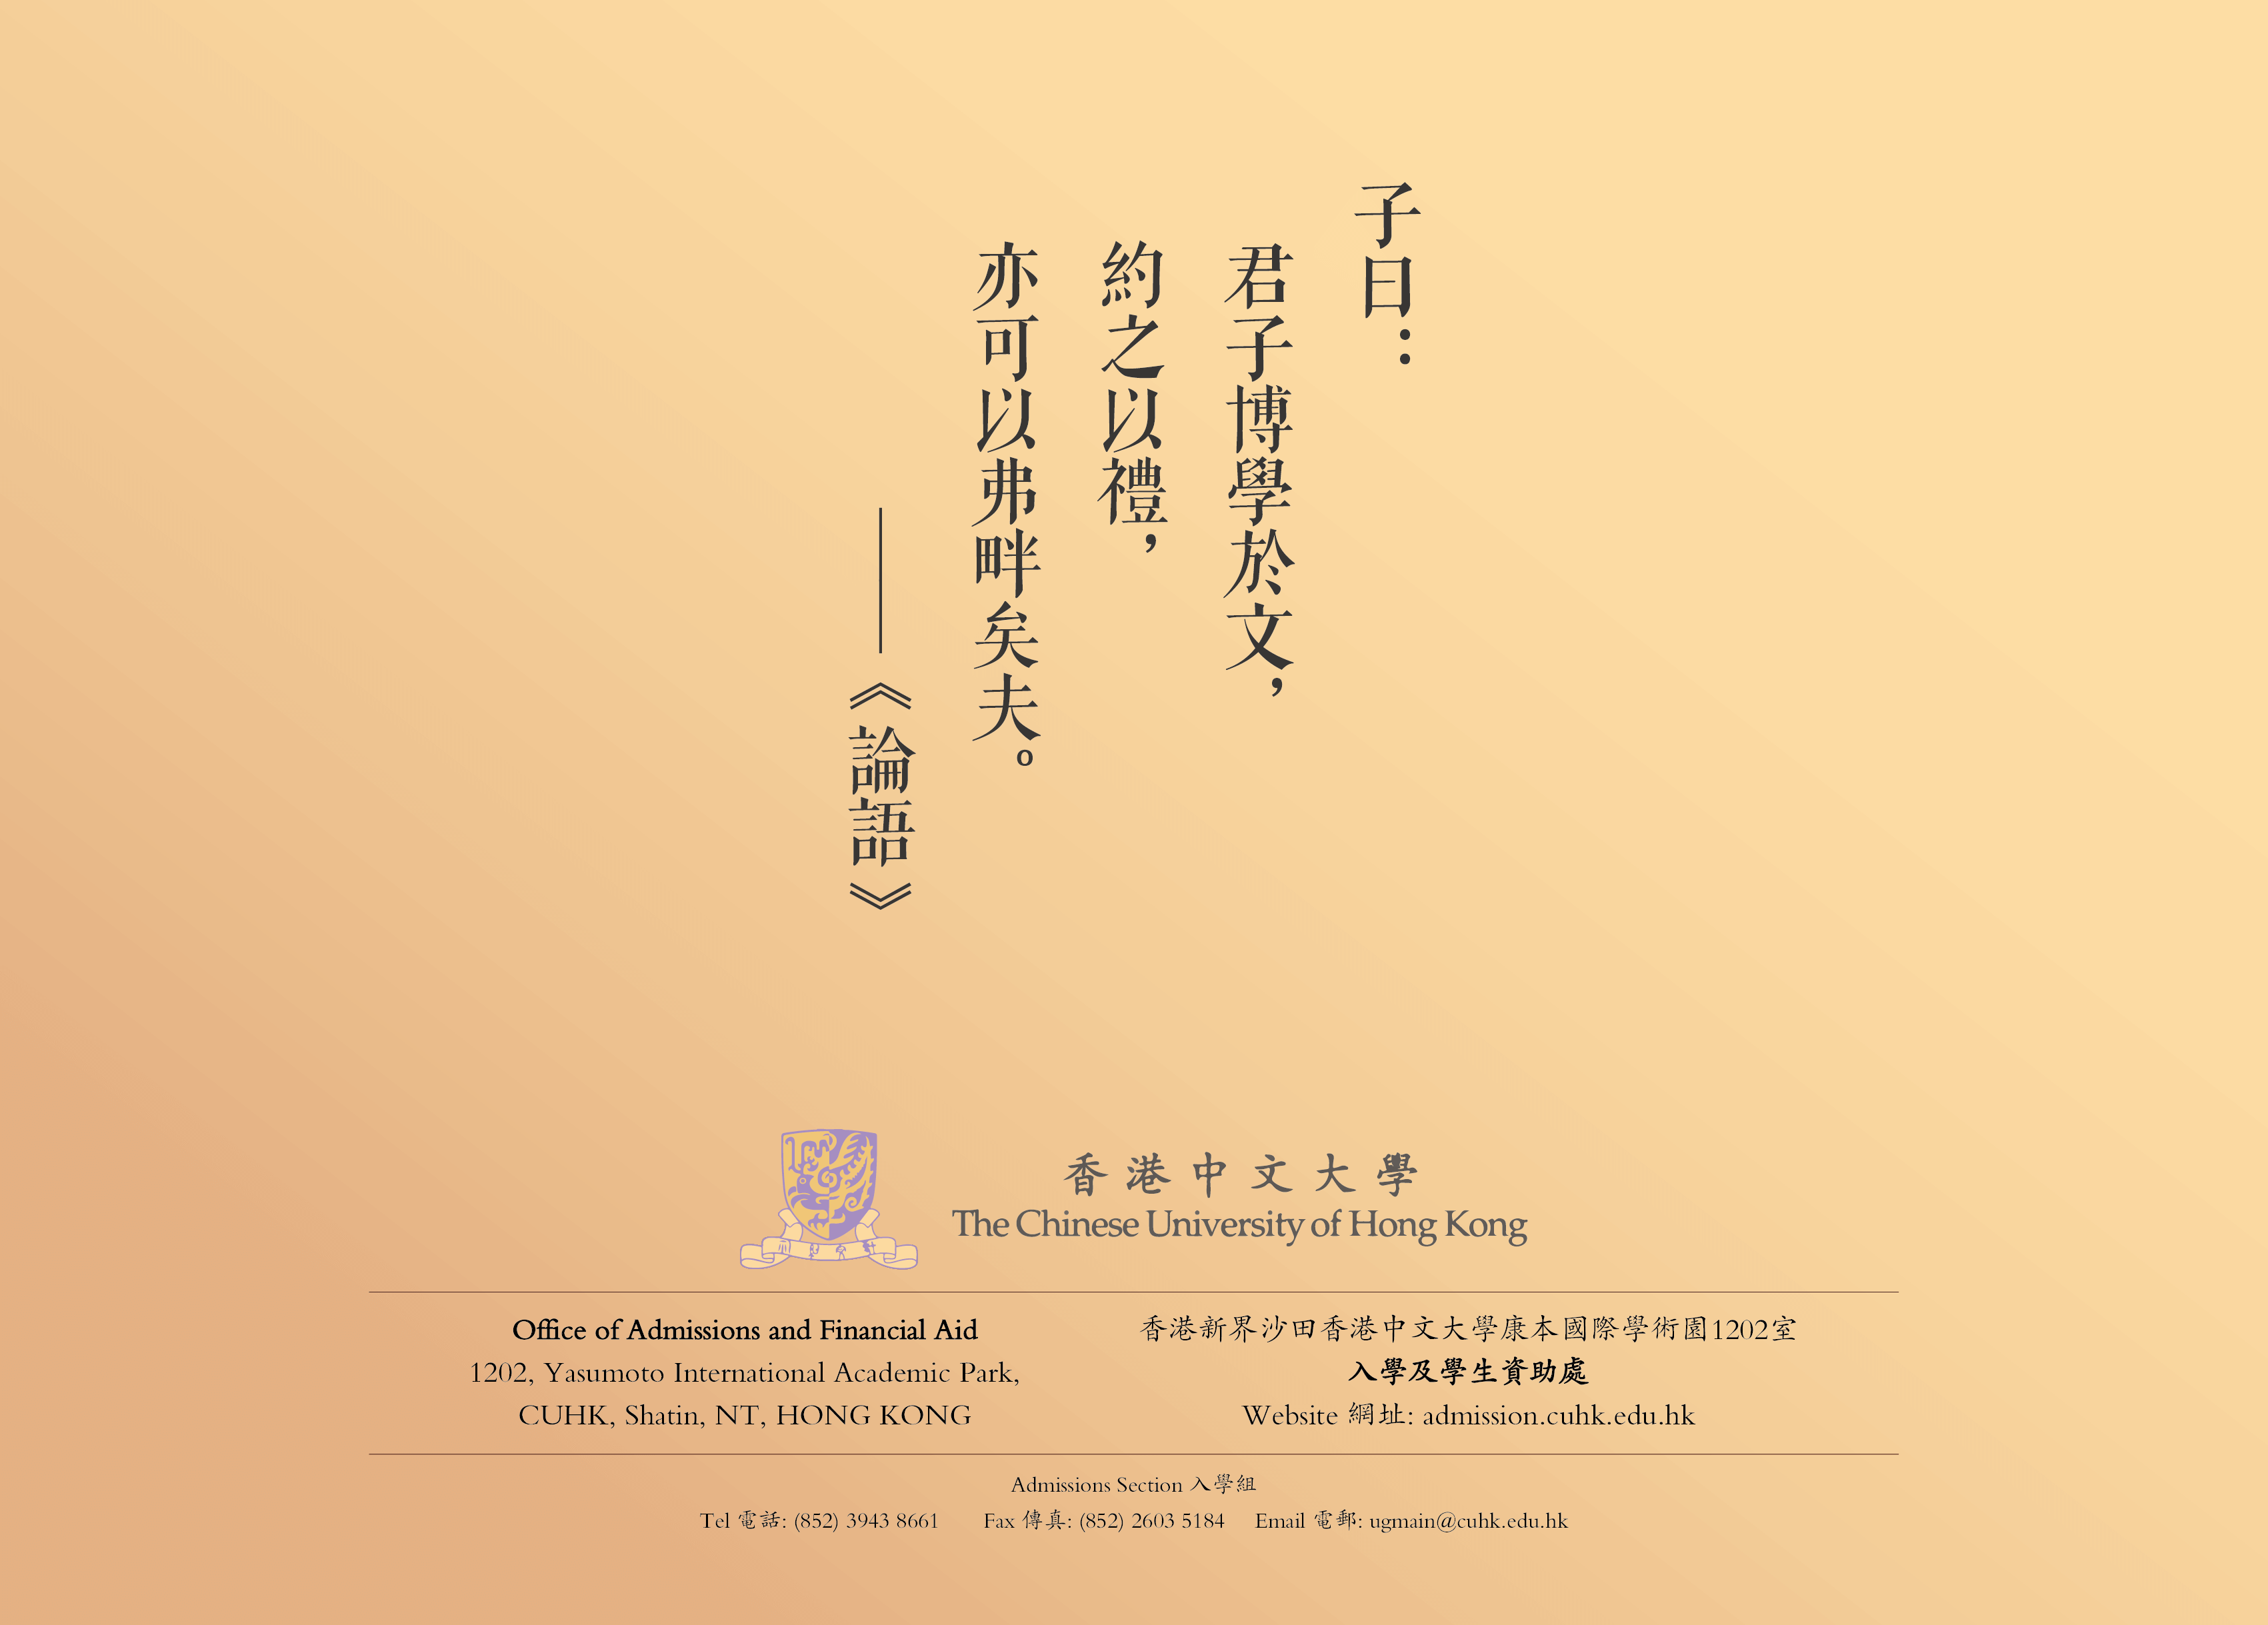 子曰：
君子博學於文，
約之以禮，
亦可以弗畔矣夫。
——《論語》
香港中文大學
The Chinese University of Hong Kong
Office of Admissions and Financial Aid
1202, Yasumoto International Academic Park,
CUHK, Shatin, NT, HONG KONG
香港新界沙田香港中文大學康本國際學術園1202室
入學及學生資助處
Website 網址: admission.cuhk.edu.hk
Admissions Section 入學組
Tel 電話: (852) 3943 8661 Fax 傳真: (852) 2603 5184 Email 電郵: ugmain@cuhk.edu.hk